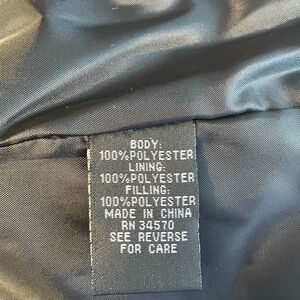 BODY:
100%POLYESTER
LINING:
100%POLYESTER
FILLING:
100%POLYESTER
MADE IN CHINA
RN 34570
SEE REVERSE
FOR CARE